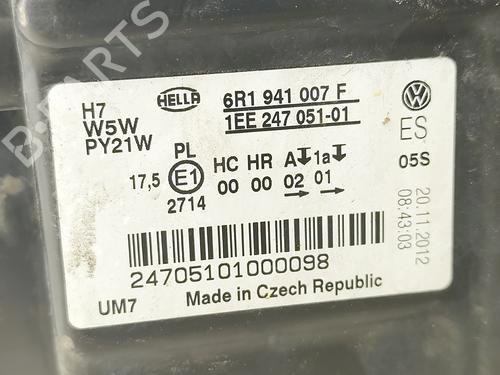 H7
W5W
PY21W
HELLA
6R1 941 007 F
1EE 247 051-01
ES
05S
20.11.2012
08:43:03
PL
17,5 E1
2714
HC HR A 1a
00 00 02 01
24705101000098
UM7 Made in Czech Republic
B-PARTS